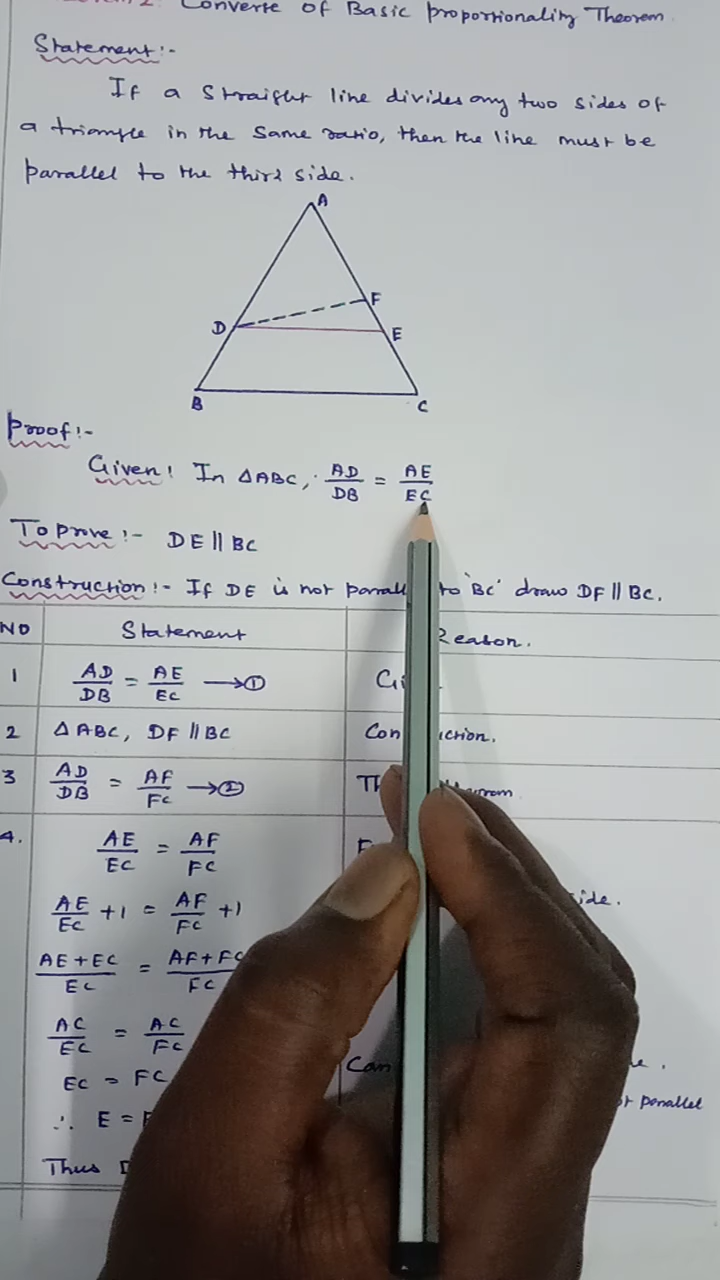 Converse of Basic proportionality Theorem.
Statement:-
If a straight line divides any two sides of
a triangle in the same ratio, then the line must be
parallel to the third side.
A
F
D
E
B
C
Proof:-
Given: In ΔABC, AD/DB = AE/EC
To prove:- DE || BC
Construction:- If DE is not to 'BC' draw DF || BC.
NO Statement Reason.
1 AD/DB = AE/EC → ①
2 ΔABC, DF || BC
3 AD/DB = AF/FC → ②
4. AE/EC = AF/FC
AE/EC +1 = AF/FC +1 side.
AE+EC/EC = AF+FC/FC
AC/EC = AC/FC
EC = FC
parallel
∴ E =
Thus